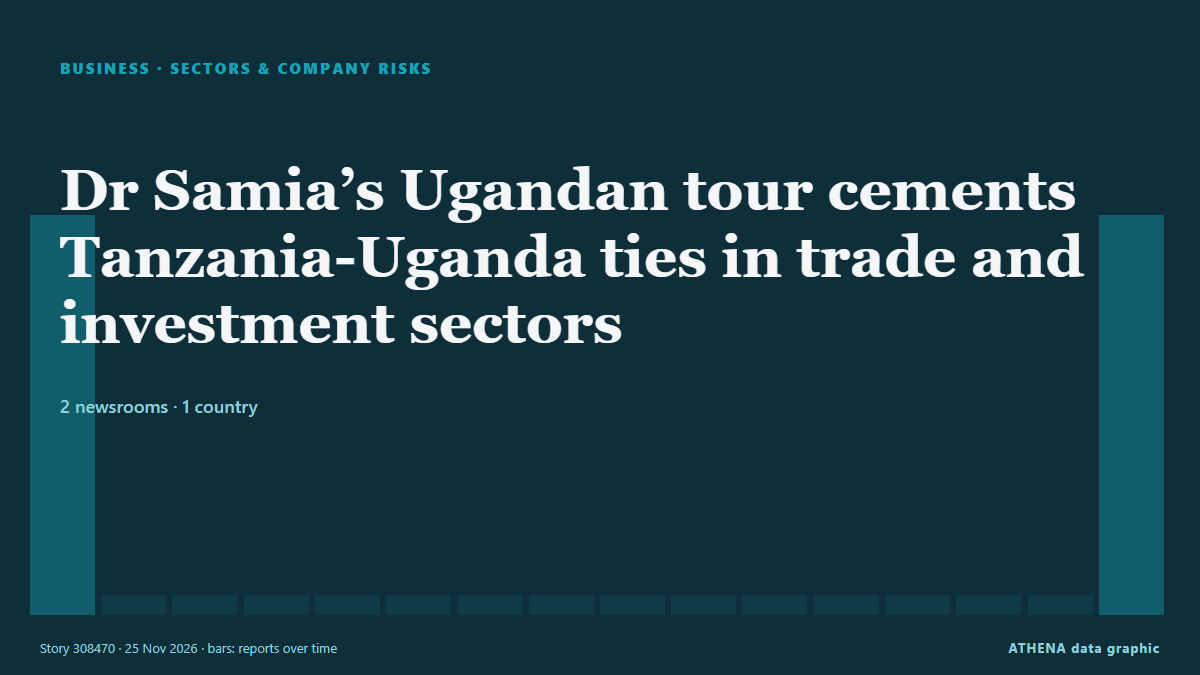 BUSINESS · SECTORS & COMPANY RISKS
Dr Samia’s Ugandan tour cements
Tanzania-Uganda ties in trade and
investment sectors
2 newsrooms · 1 country
Story 308470 · 25 Nov 2026 · bars: reports over time
ATHENA data graphic